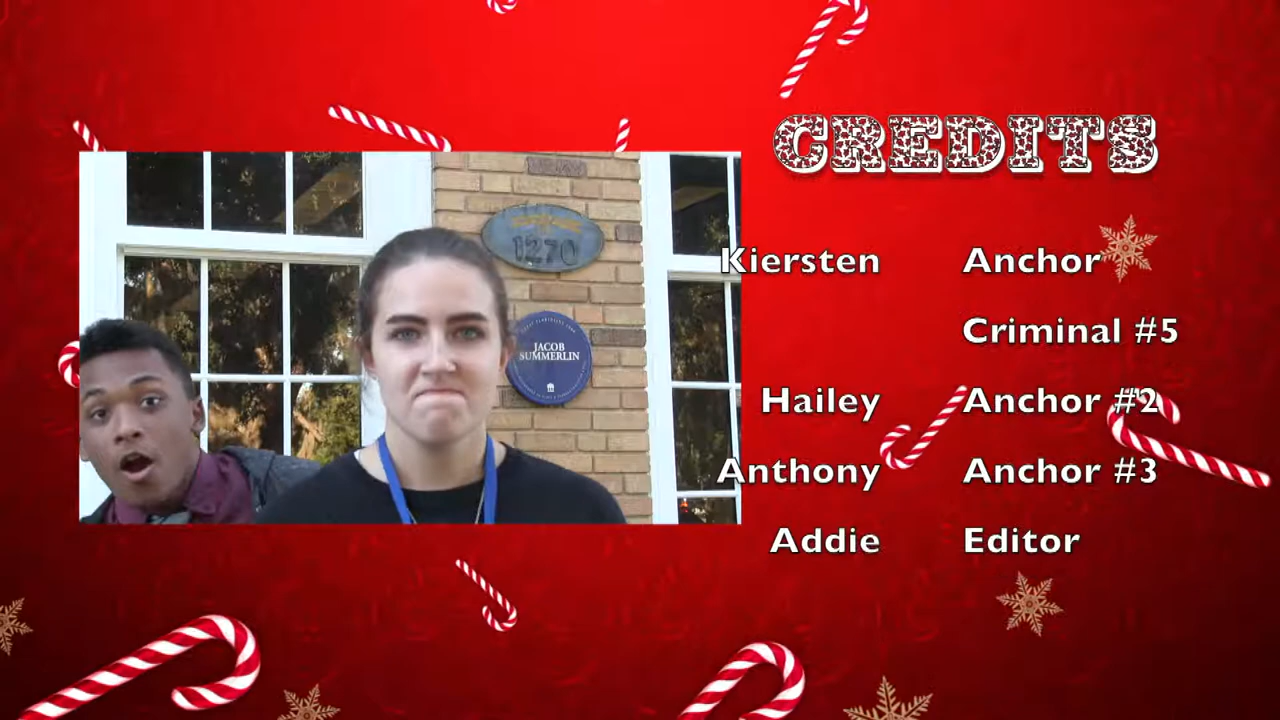 CREDITS
Kiersten Anchor
Criminal #5
Hailey Anchor #2
Anthony Anchor #3
Addie Editor
1270
JACOB
SUMMERLIN